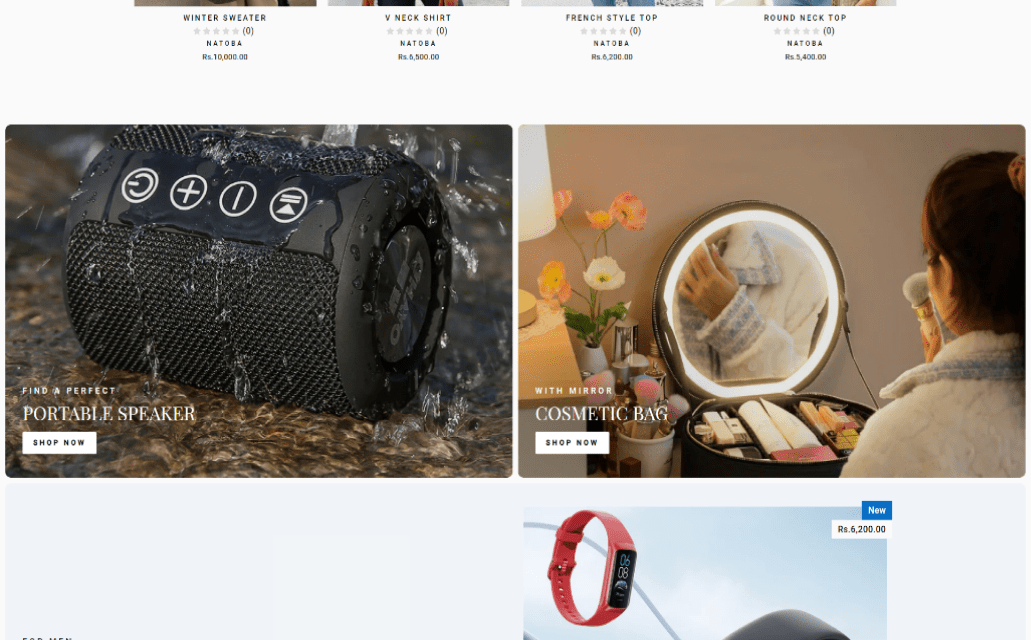 WINTER SWEATER
(0)
NATOBA
Rs.10,000.00
V NECK SHIRT
(0)
NATOBA
Rs.6,500.00
FRENCH STYLE TOP
(0)
NATOBA
Rs.6,200.00
ROUND NECK TOP
(0)
NATOBA
Rs.5,400.00
FIND A PERFECT
PORTABLE SPEAKER
SHOP NOW
WITH MIRROR
COSMETIC BAG
SHOP NOW
New
Rs.6,200.00
06
08
FOR MEN